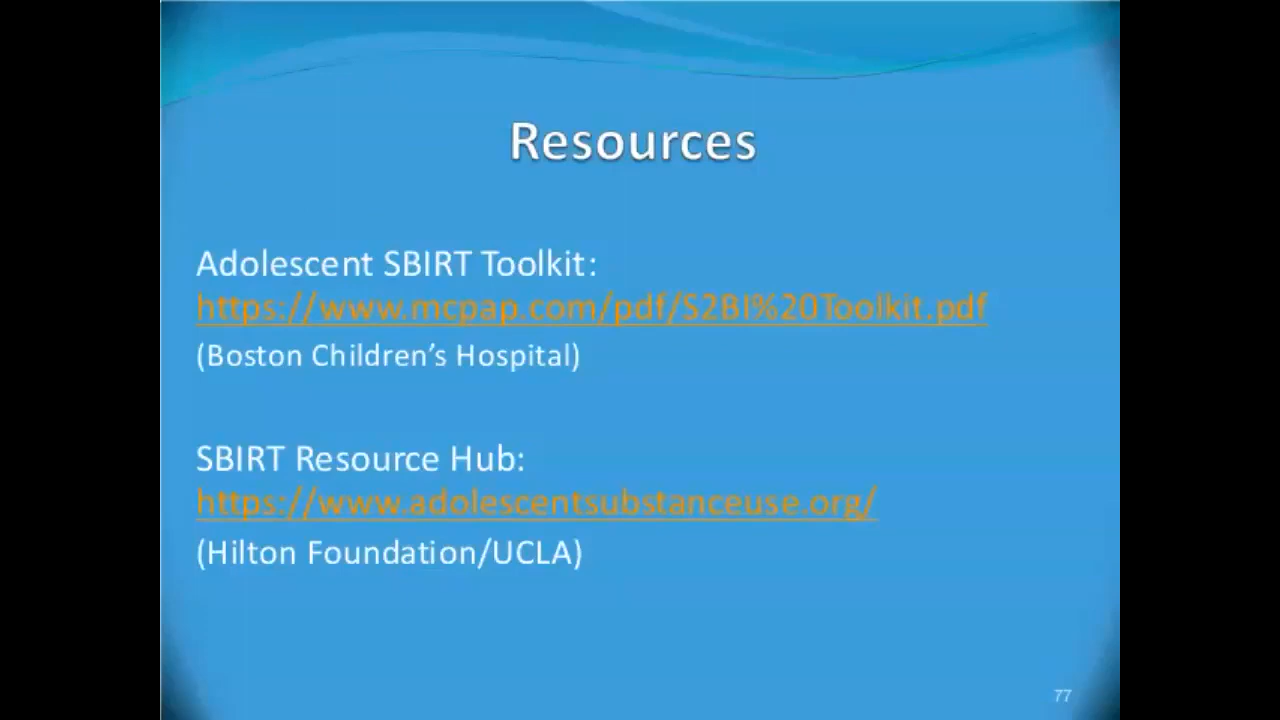 Resources
Adolescent SBIRT Toolkit:
https://www.mcpap.com/pdf/S2BI%20Toolkit.pdf
(Boston Children’s Hospital)
SBIRT Resource Hub:
https://www.adolescentsubstanceuse.org/
(Hilton Foundation/UCLA)
77